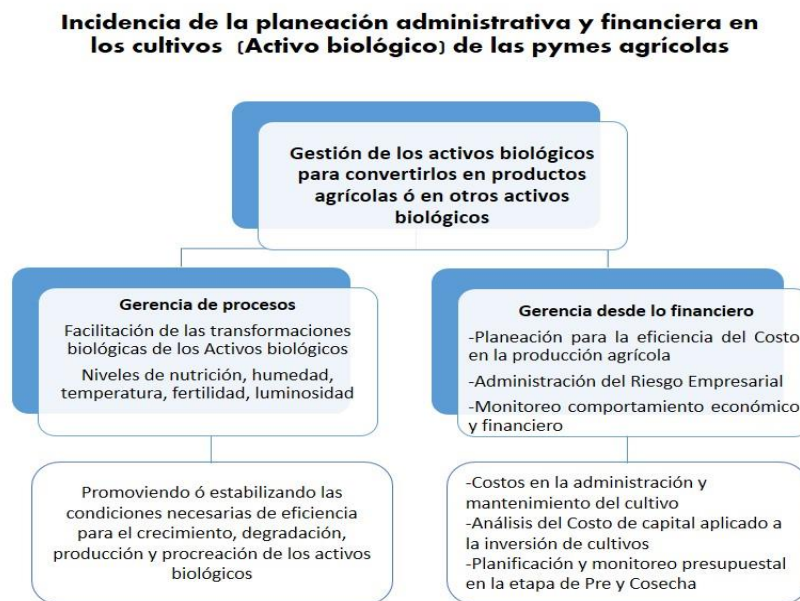 Incidencia de la planeación administrativa y financiera en
los cultivos (Activo biológico) de las pymes agrícolas
Gestión de los activos biológicos
para convertirlos en productos
agrícolas ó en otros activos
biológicos
Gerencia de procesos
Facilitación de las transformaciones
biológicas de los Activos biológicos
Niveles de nutrición, humedad,
temperatura, fertilidad, luminosidad
Promoviendo ó estabilizando las
condiciones necesarias de eficiencia
para el crecimiento, degradación,
producción y procreación de los activos
biológicos
Gerencia desde lo financiero
-Planeación para la eficiencia del Costo
en la producción agrícola
-Administración del Riesgo Empresarial
-Monitoreo comportamiento económico
y financiero
-Costos en la administración y
mantenimiento del cultivo
-Análisis del Costo de capital aplicado a
la inversión de cultivos
-Planificación y monitoreo presupuestal
en la etapa de Pre y Cosecha